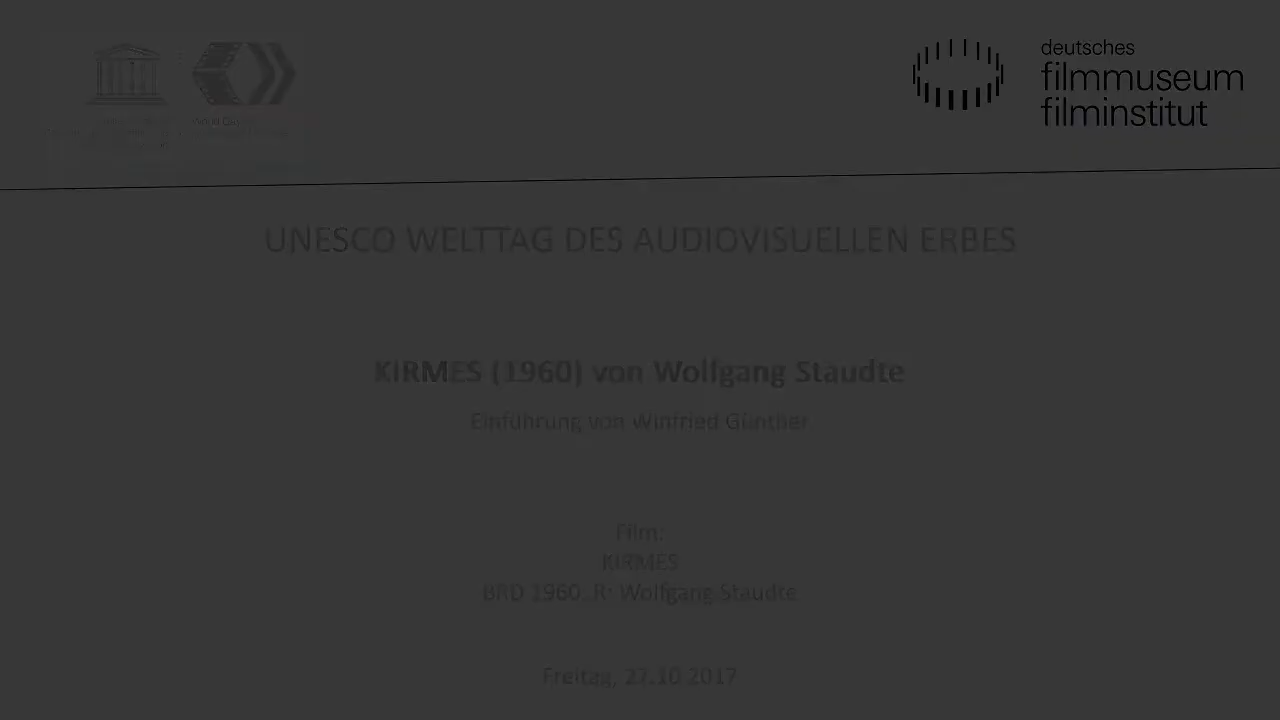 deutsches
filmmuseum
filminstitut
UNESCO WELTTAG DES AUDIOVISUELLEN ERBES
KIRMES (1960) von Wolfgang Staudte
Einführung von Winfried Günther
Film:
KIRMES
BRD 1960. R: Wolfgang Staudte
Freitag, 27.10.2017